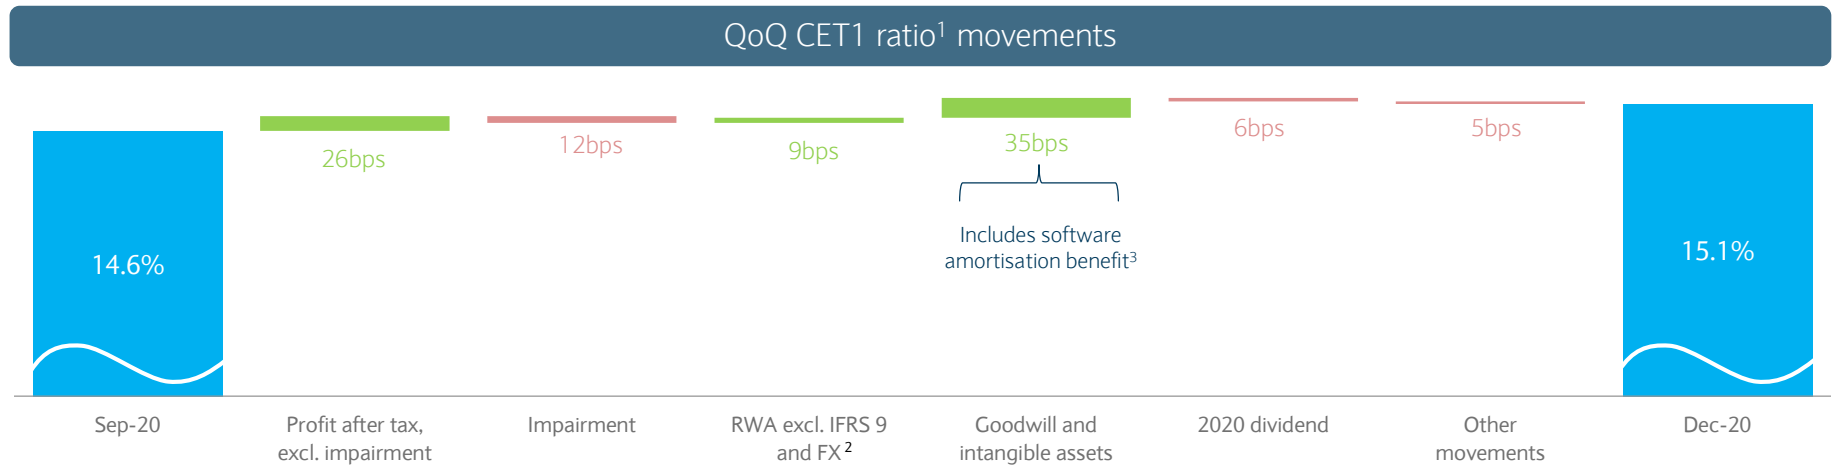 QoQ CET1 ratio¹ movements
26bps
12bps
9bps
35bps
6bps
5bps
Includes software
amortisation benefit³
14.6%
15.1%
Sep-20
Profit after tax,
excl. impairment
Impairment
RWA excl. IFRS 9
and FX ²
Goodwill and
intangible assets
2020 dividend
Other
movements
Dec-20